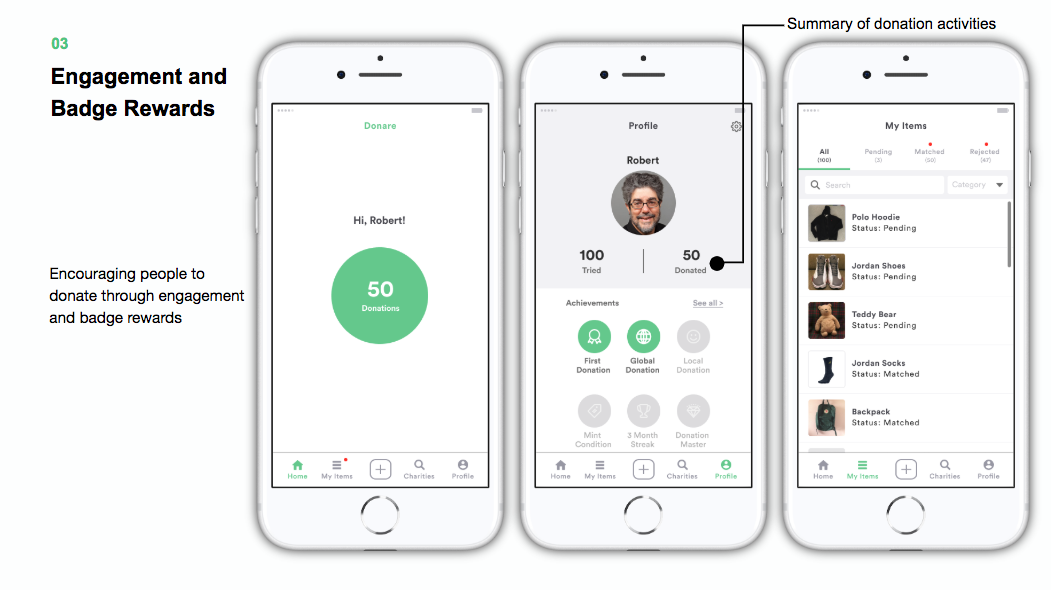 03
Engagement and
Badge Rewards
Encouraging people to
donate through engagement
and badge rewards
Summary of donation activities
Donare
Hi, Robert!
50
Donations
Home
My Items
Charities
Profile
Profile
Robert
100
Tried
50
Donated
Achievements
See all >
First
Donation
Global
Donation
Local
Donation
Mint
Condition
3 Month
Streak
Donation
Master
Home
My Items
Charities
Profile
My Items
All
(100)
Pending
(3)
Matched
(50)
Rejected
(47)
Search
Category
Polo Hoodie
Status: Pending
Jordan Shoes
Status: Pending
Teddy Bear
Status: Pending
Jordan Socks
Status: Matched
Backpack
Status: Matched
Home
My Items
Charities
Profile